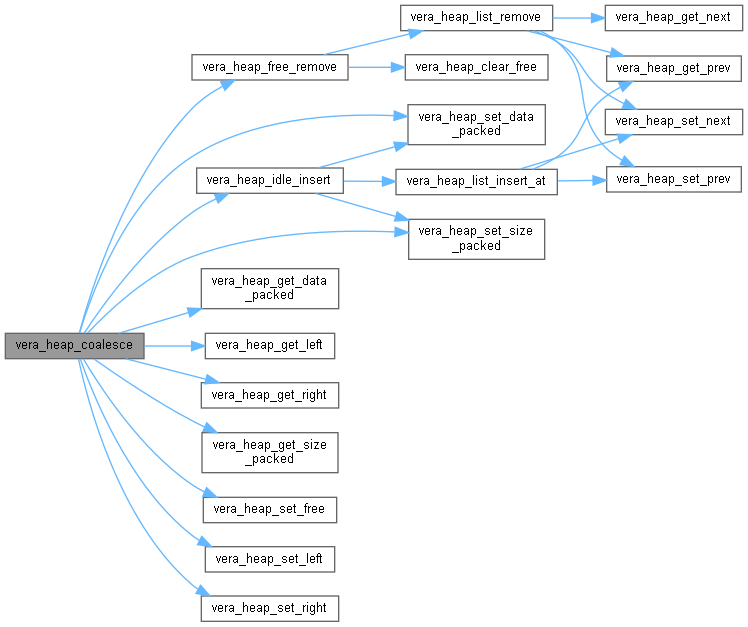 vera_heap_list_remove
vera_heap_get_next
vera_heap_free_remove
vera_heap_clear_free
vera_heap_get_prev
vera_heap_set_data
_packed
vera_heap_set_next
vera_heap_idle_insert
vera_heap_list_insert_at
vera_heap_set_prev
vera_heap_set_size
_packed
vera_heap_get_data
_packed
vera_heap_coalesce
vera_heap_get_left
vera_heap_get_right
vera_heap_get_size
_packed
vera_heap_set_free
vera_heap_set_left
vera_heap_set_right